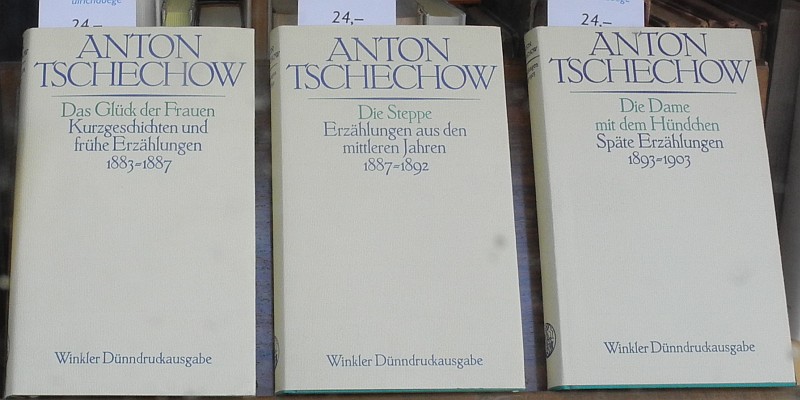 24,–
ANTON
TSCHECHOW
Das Glück der Frauen
Kurzgeschichten und
frühe Erzählungen
1883=1887
Winkler Dünndruckausgabe
24,–
ANTON
TSCHECHOW
Die Steppe
Erzählungen aus den
mittleren Jahren
1887=1892
Winkler Dünndruckausgabe
24,–
ANTON
TSCHECHOW
Die Dame
mit dem Hündchen
Späte Erzählungen
1893=1903
Winkler Dünndruckausgabe